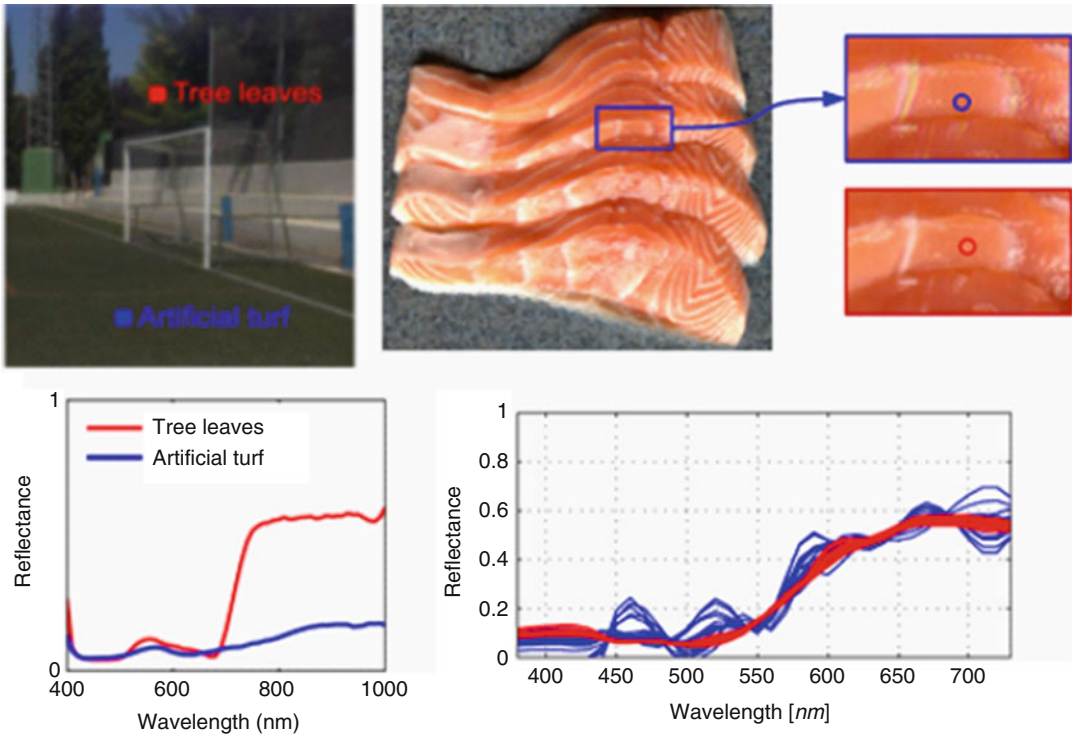 Tree leaves
Artificial turf
1
0
400
600
800
1000
Reflectance
Wavelength (nm)
Tree leaves
Artificial turf
1
0.8
0.6
0.4
0.2
0
400
450
500
550
600
650
700
Reflectance
Wavelength [nm]